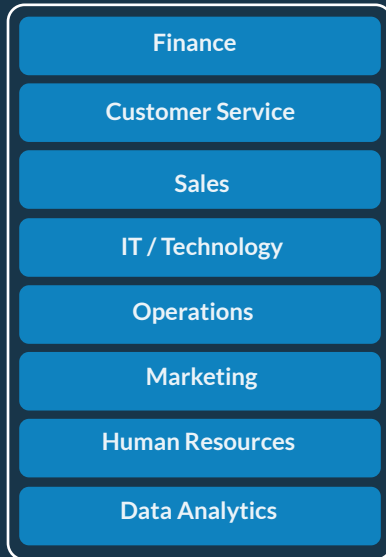 Finance
Customer Service
Sales
IT / Technology
Operations
Marketing
Human Resources
Data Analytics